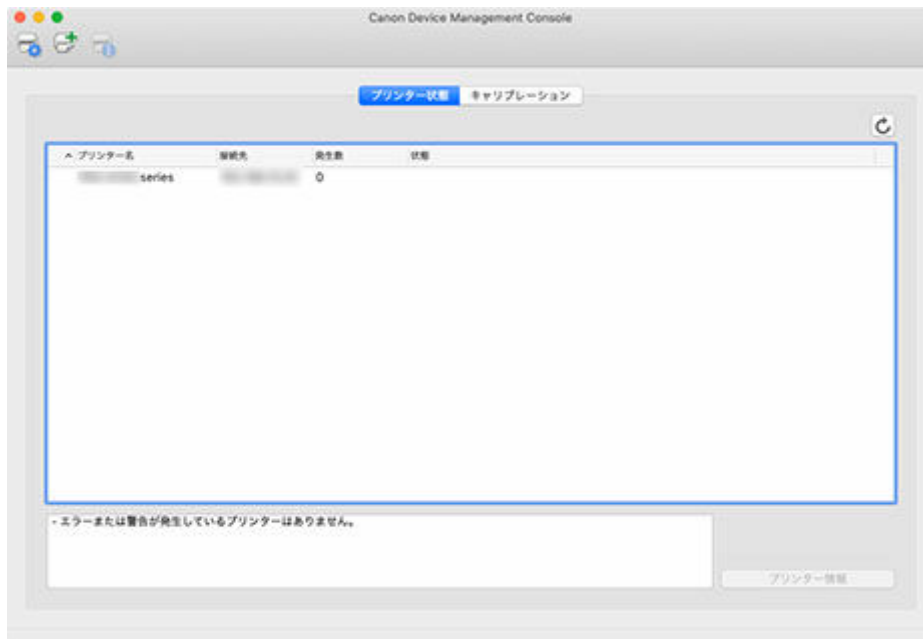 Canon Device Management Console
プリンター状態 キャリブレーション
プリンター名 接続先 発生数 状態
series 0
- エラーまたは警告が発生しているプリンターはありません。
プリンター情報